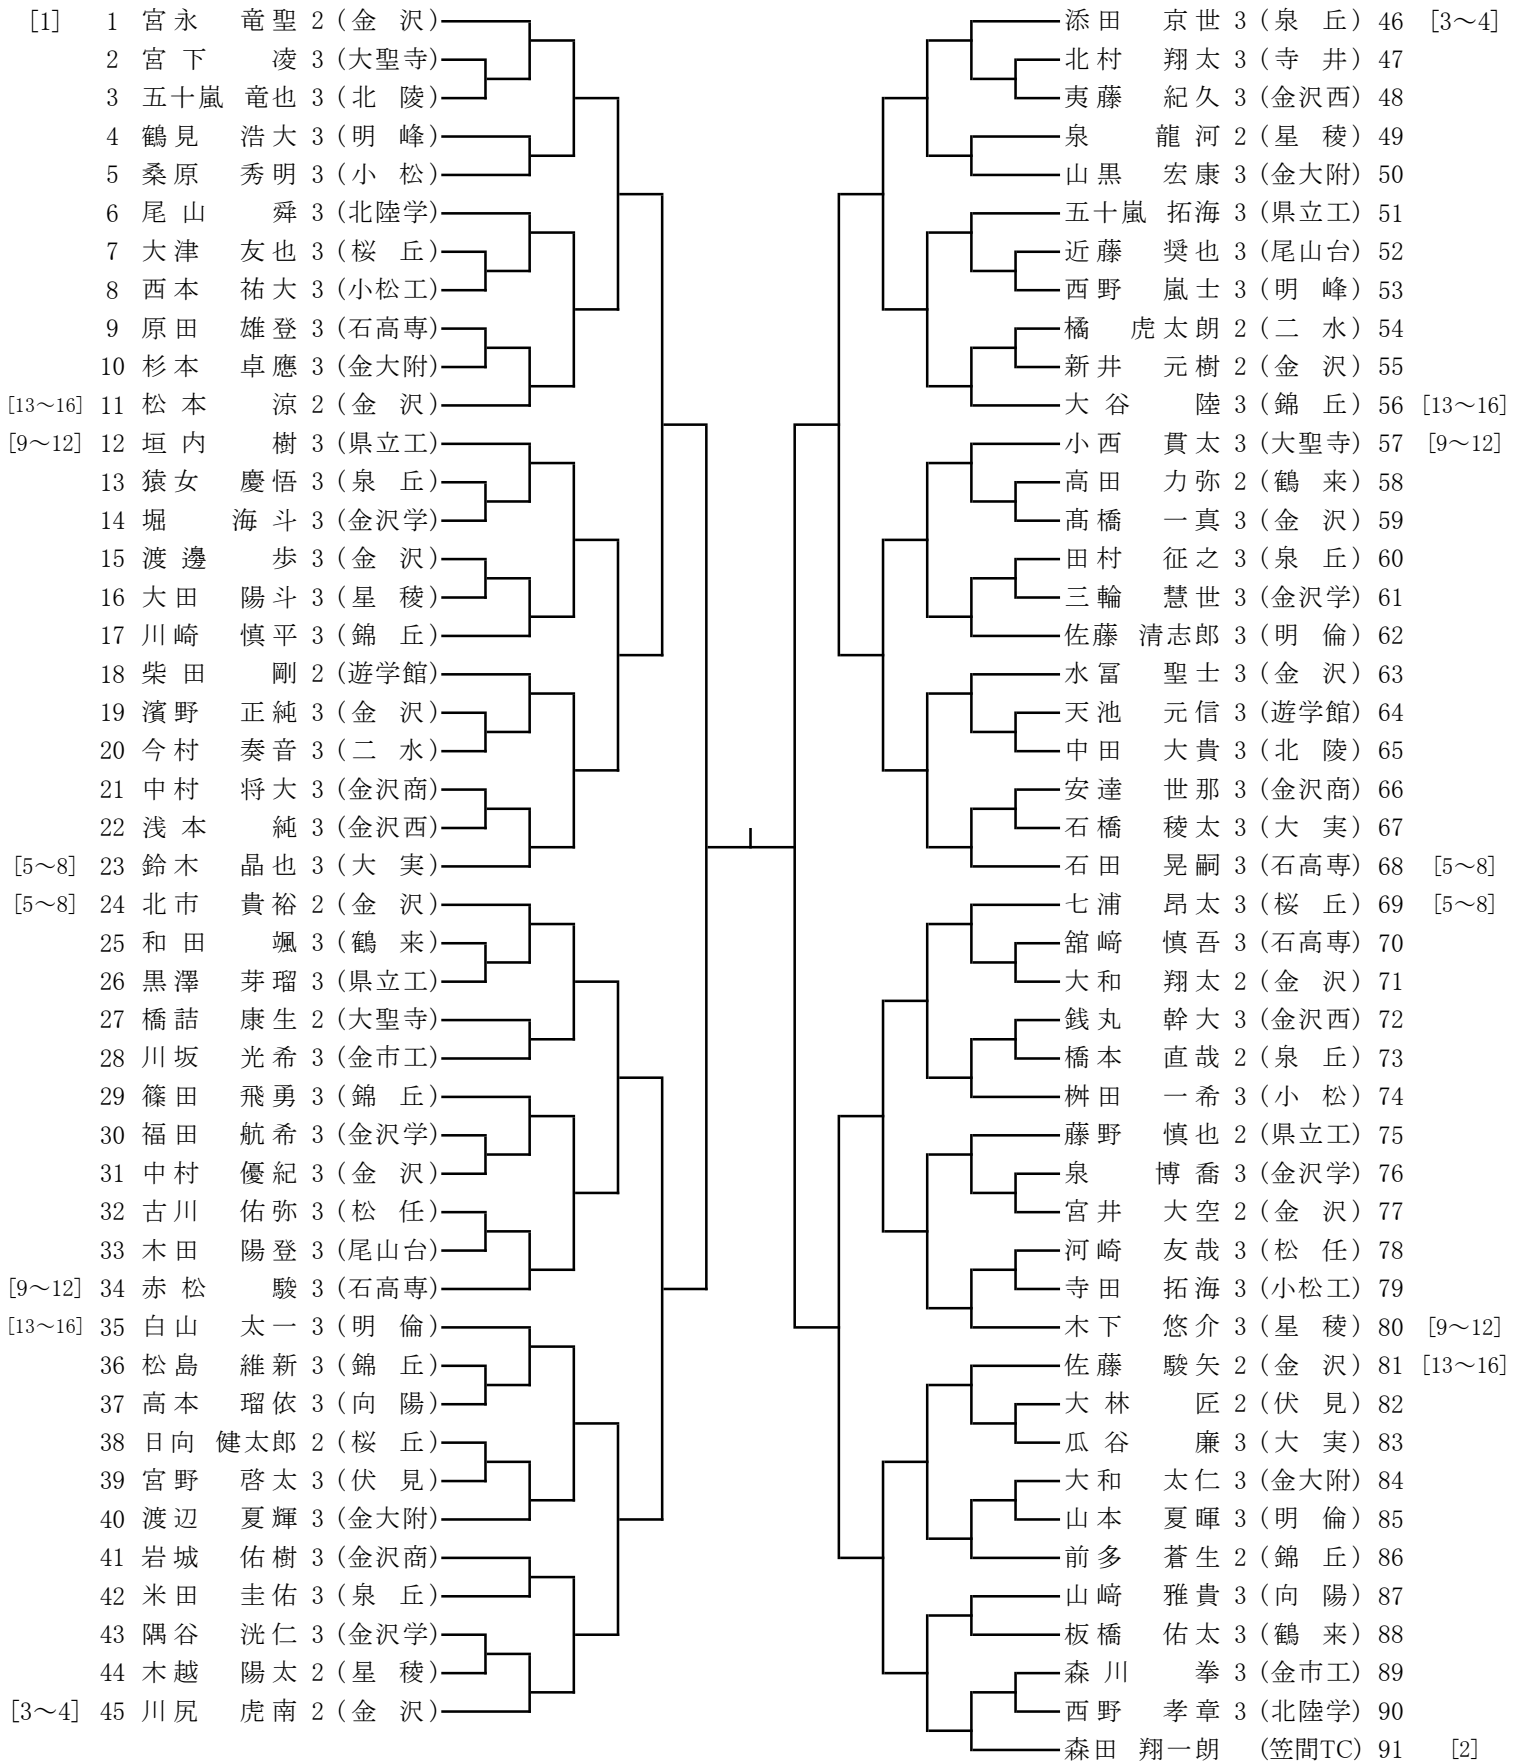 [1] 1 宮永 竜聖 2 (金 沢)
2 宮下 凌 3 (大聖寺)
3 五十嵐 竜也 3 (北 陵)
4 鶴見 浩大 3 (明 峰)
5 桑原 秀明 3 (小 松)
6 尾山 舜 3 (北陸学)
7 大津 友也 3 (桜 丘)
8 西本 祐大 3 (小松工)
9 原田 雄登 3 (石高専)
10 杉本 卓應 3 (金大附)
[13～16] 11 松本 涼 2 (金 沢)
[9～12] 12 垣内 樹 3 (県立工)
13 猿女 慶悟 3 (泉 丘)
14 堀 海斗 3 (金沢学)
15 渡邊 歩 3 (金 沢)
16 大田 陽斗 3 (星 稜)
17 川崎 慎平 3 (錦 丘)
18 柴田 剛 2 (遊学館)
19 濱野 正純 3 (金 沢)
20 今村 奏音 3 (二 水)
21 中村 将大 3 (金沢商)
22 浅本 純 3 (金沢西)
[5～8] 23 鈴木 晶也 3 (大 実)
[5～8] 24 北市 貴裕 2 (金 沢)
25 和田 颯 3 (鶴 来)
26 黒澤 芽瑠 3 (県立工)
27 橋詰 康生 2 (大聖寺)
28 川坂 光希 3 (金市工)
29 篠田 飛勇 3 (錦 丘)
30 福田 航希 3 (金沢学)
31 中村 優紀 3 (金 沢)
32 古川 佑弥 3 (松 任)
33 木田 陽登 3 (尾山台)
[9～12] 34 赤松 駿 3 (石高専)
[13～16] 35 白山 太一 3 (明 倫)
36 松島 維新 3 (錦 丘)
37 高本 瑠依 3 (向 陽)
38 日向 健太郎 2 (桜 丘)
39 宮野 啓太 3 (伏 見)
40 渡辺 夏輝 3 (金大附)
41 岩城 佑樹 3 (金沢商)
42 米田 圭佑 3 (泉 丘)
43 隅谷 洸仁 3 (金沢学)
44 木越 陽太 2 (星 稜)
[3～4] 45 川尻 虎南 2 (金 沢)
添田 京世 3 (泉 丘) 46 [3～4]
北村 翔太 3 (寺 井) 47
夷藤 紀久 3 (金沢西) 48
泉 龍河 2 (星 稜) 49
山黒 宏康 3 (金大附) 50
五十嵐 拓海 3 (県立工) 51
近藤 奨也 3 (尾山台) 52
西野 嵐士 3 (明 峰) 53
橘 虎太朗 2 (二 水) 54
新井 元樹 2 (金 沢) 55
大谷 陸 3 (錦 丘) 56 [13～16]
小西 貫太 3 (大聖寺) 57 [9～12]
高田 力弥 2 (鶴 来) 58
髙橋 一真 3 (金 沢) 59
田村 征之 3 (泉 丘) 60
三輪 慧世 3 (金沢学) 61
佐藤 清志郎 3 (明 倫) 62
水冨 聖士 3 (金 沢) 63
天池 元信 3 (遊学館) 64
中田 大貴 3 (北 陵) 65
安達 世那 3 (金沢商) 66
石橋 稜太 3 (大 実) 67
石田 晃嗣 3 (石高専) 68 [5～8]
七浦 昂太 3 (桜 丘) 69 [5～8]
舘﨑 慎吾 3 (石高専) 70
大和 翔太 2 (金 沢) 71
銭丸 幹大 3 (金沢西) 72
橋本 直哉 2 (泉 丘) 73
桝田 一希 3 (小 松) 74
藤野 慎也 2 (県立工) 75
泉 博喬 3 (金沢学) 76
宮井 大空 2 (金 沢) 77
河崎 友哉 3 (松 任) 78
寺田 拓海 3 (小松工) 79
木下 悠介 3 (星 稜) 80 [9～12]
佐藤 駿矢 2 (金 沢) 81 [13～16]
大林 匠 2 (伏 見) 82
瓜谷 廉 3 (大 実) 83
大和 太仁 3 (金大附) 84
山本 夏暉 3 (明 倫) 85
前多 蒼生 2 (錦 丘) 86
山﨑 雅貴 3 (向 陽) 87
板橋 佑太 3 (鶴 来) 88
森川 拳 3 (金市工) 89
西野 孝章 3 (北陸学) 90
森田 翔一朗 (笠間TC) 91 [2]